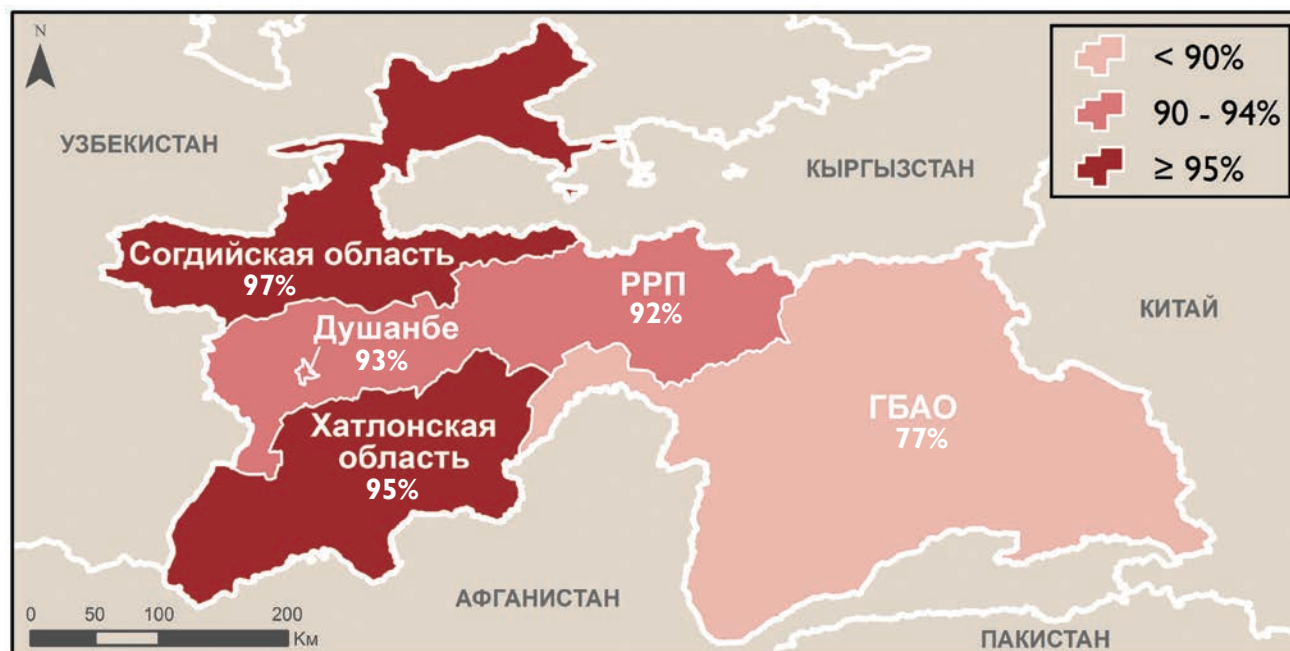 N
< 90%
90 - 94%
≥ 95%
УЗБЕКИСТАН
КЫРГЫЗСТАН
Согдийская область
97%
РРП
92%
КИТАЙ
Душанбе
93%
ГБАО
77%
Хатлонская
область
95%
АФГАНИСТАН
ПАКИСТАН
0 50 100 200
Км